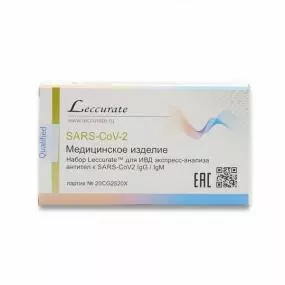 Leccurate
www.leccurate.ru
SARS-CoV-2
Медицинское изделие
Набор Leccurate™ для ИВД экспресс-анализа
антител к SARS-CoV2 IgG / IgM
партия № 20CG2520X
Qualified
EAC